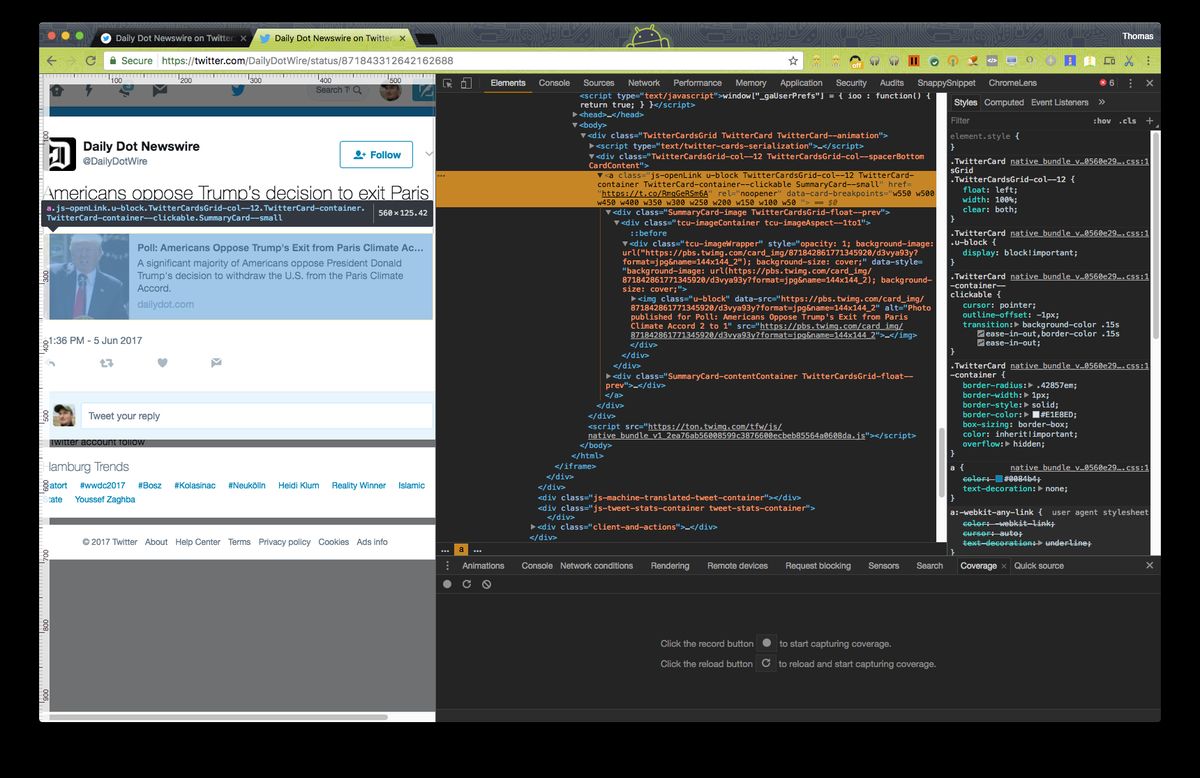 Thomas
Daily Dot Newswire on Twitter
Daily Dot Newswire on Twitter
Secure
https://twitter.com/DailyDotWire/status/871843312642162688
100
200
300
400
500
Search T
Daily Dot Newswire
@DailyDotWire
Follow
Americans oppose Trump's decision to exit Paris
a.js-openLink.u-block.TwitterCardsGrid-col--12.TwitterCard-container.
TwitterCard-container--clickable.SummaryCard--small
560×125.42
Poll: Americans Oppose Trump's Exit from Paris Climate Ac...
A significant majority of Americans oppose President Donald
Trump's decision to withdraw the U.S. from the Paris Climate
Accord.
dailydot.com
1:36 PM - 5 Jun 2017
Tweet your reply
Twitter account follow
Hamburg Trends
atort #wwdc2017 #Bosz #Kolasinac #Neukölln Heidi Klum Reality Winner Islamic
tate Youssef Zaghba
© 2017 Twitter About Help Center Terms Privacy policy Cookies Ads info
100
300
400
500
600
700
800
900
Elements Console Sources Network Performance Memory Application Security Audits SnappySnippet ChromeLens
6
<script type="text/javascript">window["_gaUserPrefs"] = { ioo : function() {
return true; } }</script>
<head>…</head>
<body>
<div class="TwitterCardsGrid TwitterCard TwitterCard--animation">
<script type="text/twitter-cards-serialization">…</script>
<div class="TwitterCardsGrid-col--12 TwitterCardsGrid-col--spacerBottom
CardContent">
<a class="js-openLink u-block TwitterCardsGrid-col--12 TwitterCard-
container TwitterCard-container--clickable SummaryCard--small" href=
"https://t.co/RmqGeRSm6A" rel="noopener" data-card-breakpoints="w550 w500
w450 w400 w350 w300 w250 w200 w150 w100 w50 "> == $0
<div class="SummaryCard-image TwitterCardsGrid-float--prev">
<div class="tcu-imageContainer tcu-imageAspect--1to1">
::before
<div class="tcu-imageWrapper" style="opacity: 1; background-image:
url("https://pbs.twimg.com/card_img/871842861771345920/d3vya93y?
format=jpg&name=144x144_2"); background-size: cover;" data-style=
"background-image: url(https://pbs.twimg.com/card_img/
871842861771345920/d3vya93y?format=jpg&name=144x144_2); background-
size: cover;">
<img class="u-block" data-src="https://pbs.twimg.com/card_img/
871842861771345920/d3vya93y?format=jpg&name=144x144_2" alt="Photo
published for Poll: Americans Oppose Trump's Exit from Paris
Climate Accord 2 to 1" src="https://pbs.twimg.com/card_img/
871842861771345920/d3vya93y?format=jpg&name=144x144_2">…</img>
</div>
</div>
</div>
<div class="SummaryCard-contentContainer TwitterCardsGrid-float--
prev">…</div>
</a>
</div>
</div>
<script src="https://ton.twimg.com/tfw/js/
native_bundle_v1_2ea76ab56008599c3876600ecbeb85564a0608da.js"></script>
</body>
</html>
</iframe>
</div>
</div>
<div class="js-machine-translated-tweet-container"></div>
<div class="js-tweet-stats-container tweet-stats-container">
</div>
<div class="client-and-actions">…</div>
</div>
... a ...
Styles Computed Event Listeners »
Filter :hov .cls +
element.style {
}
.TwitterCard native_bundle_v…0560e29….css:1
sGrid
.TwitterCardsGrid-col--12 {
float: left;
width: 100%;
clear: both;
}
.TwitterCard native_bundle_v…0560e29….css:1
.u-block {
display: block!important;
}
.TwitterCard native_bundle_v…0560e29….css:1
-container--
clickable {
cursor: pointer;
outline-offset: -1px;
transition: background-color .15s
ease-in-out,border-color .15s
ease-in-out;
}
.TwitterCard native_bundle_v…0560e29….css:1
-container {
border-radius: .42857em;
border-width: 1px;
border-style: solid;
border-color: #E1E8ED;
box-sizing: border-box;
color: inherit!important;
overflow: hidden;
}
a { native_bundle_v…0560e29….css:1
color: #0084b4;
text-decoration: none;
}
a:-webkit-any-link { user agent stylesheet
color: -webkit-link;
cursor: auto;
text-decoration: underline;
}
Animations Console Network conditions Rendering Remote devices Request blocking Sensors Search Coverage Quick source
Click the record button to start capturing coverage.
Click the reload button to reload and start capturing coverage.